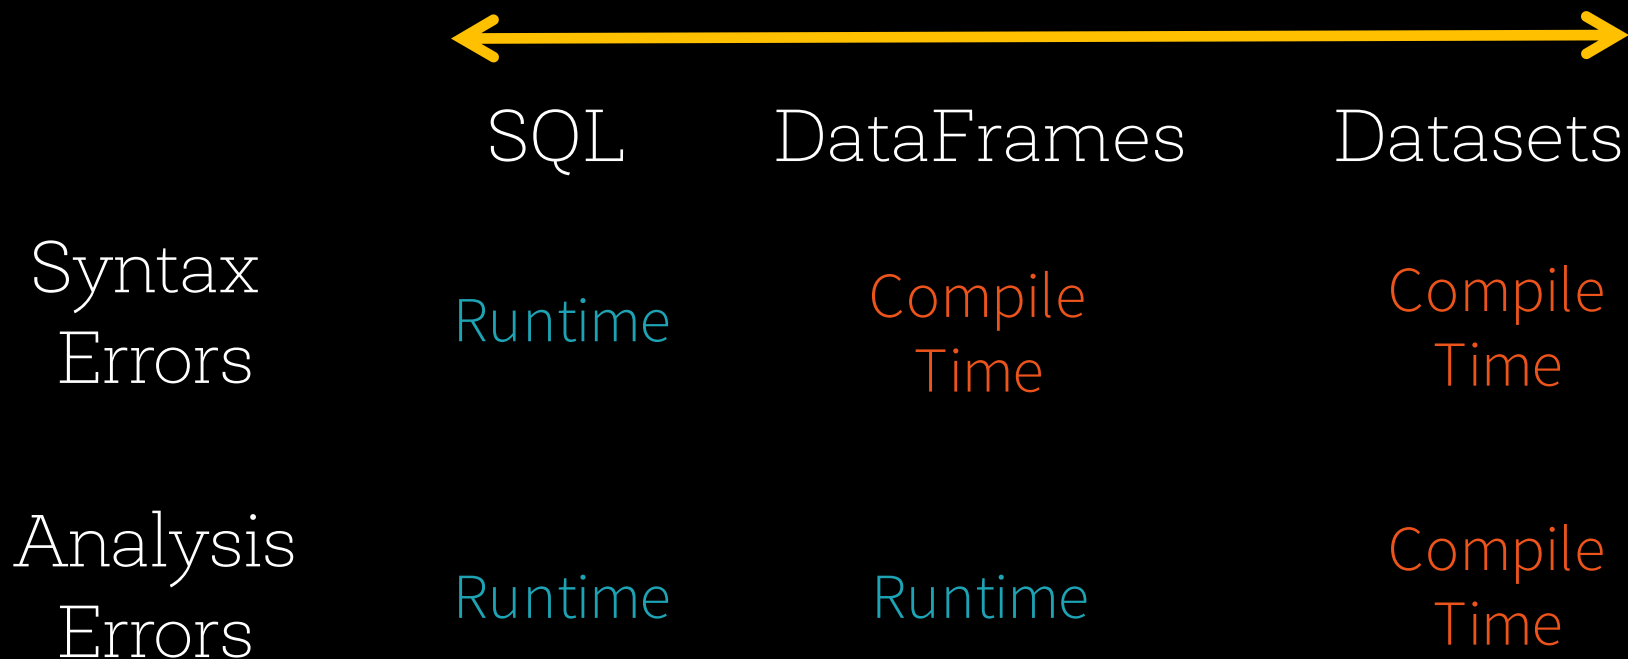 SQL DataFrames Datasets
Syntax
Errors
Runtime
Compile
Time
Compile
Time
Analysis
Errors
Runtime
Runtime
Compile
Time